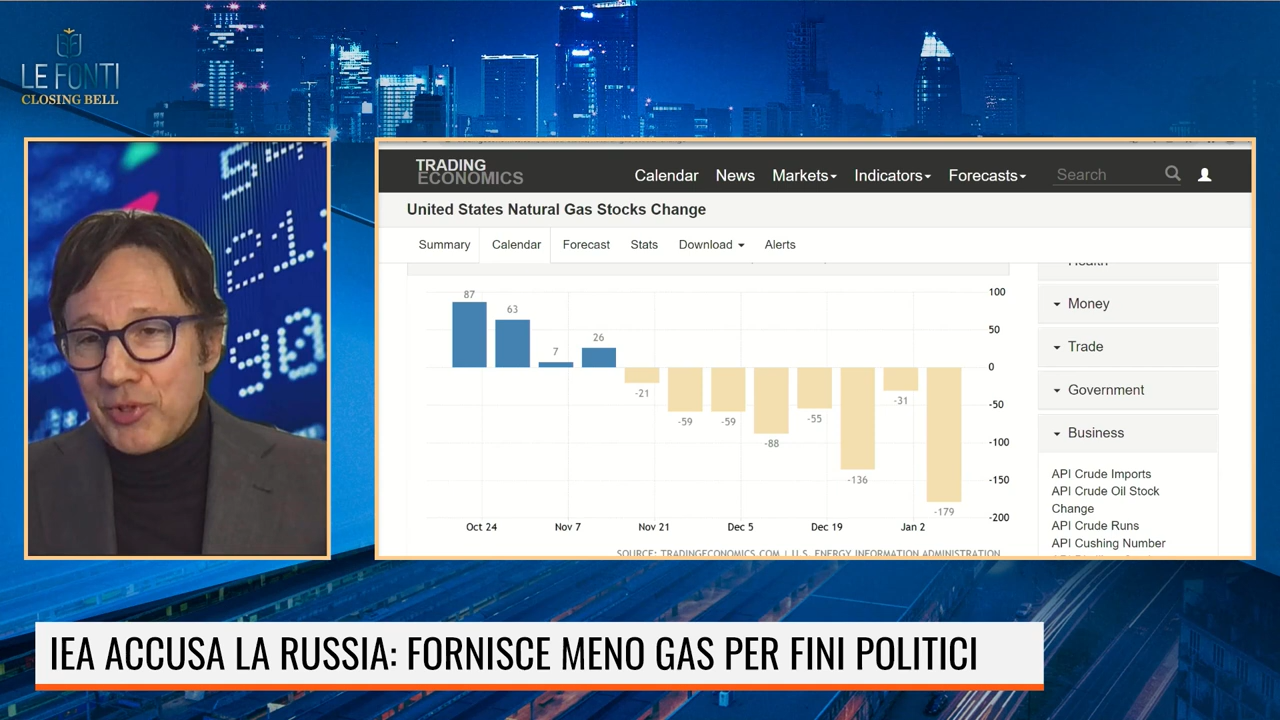 LE FONTI
CLOSING BELL
TRADING
ECONOMICS
Calendar News Markets Indicators Forecasts Search
United States Natural Gas Stocks Change
Summary Calendar Forecast Stats Download Alerts
Health
Money
Trade
Government
Business
API Crude Imports
API Crude Oil Stock
Change
API Crude Runs
API Cushing Number
87
63
7
26
-21
-59
-59
-88
-55
-136
-31
-179
100
50
0
-50
-100
-150
-200
Oct 24 Nov 7 Nov 21 Dec 5 Dec 19 Jan 2
SOURCE: TRADINGECONOMICS.COM | U.S. ENERGY INFORMATION ADMINISTRATION
54
21.
90
IEA ACCUSA LA RUSSIA: FORNISCE MENO GAS PER FINI POLITICI